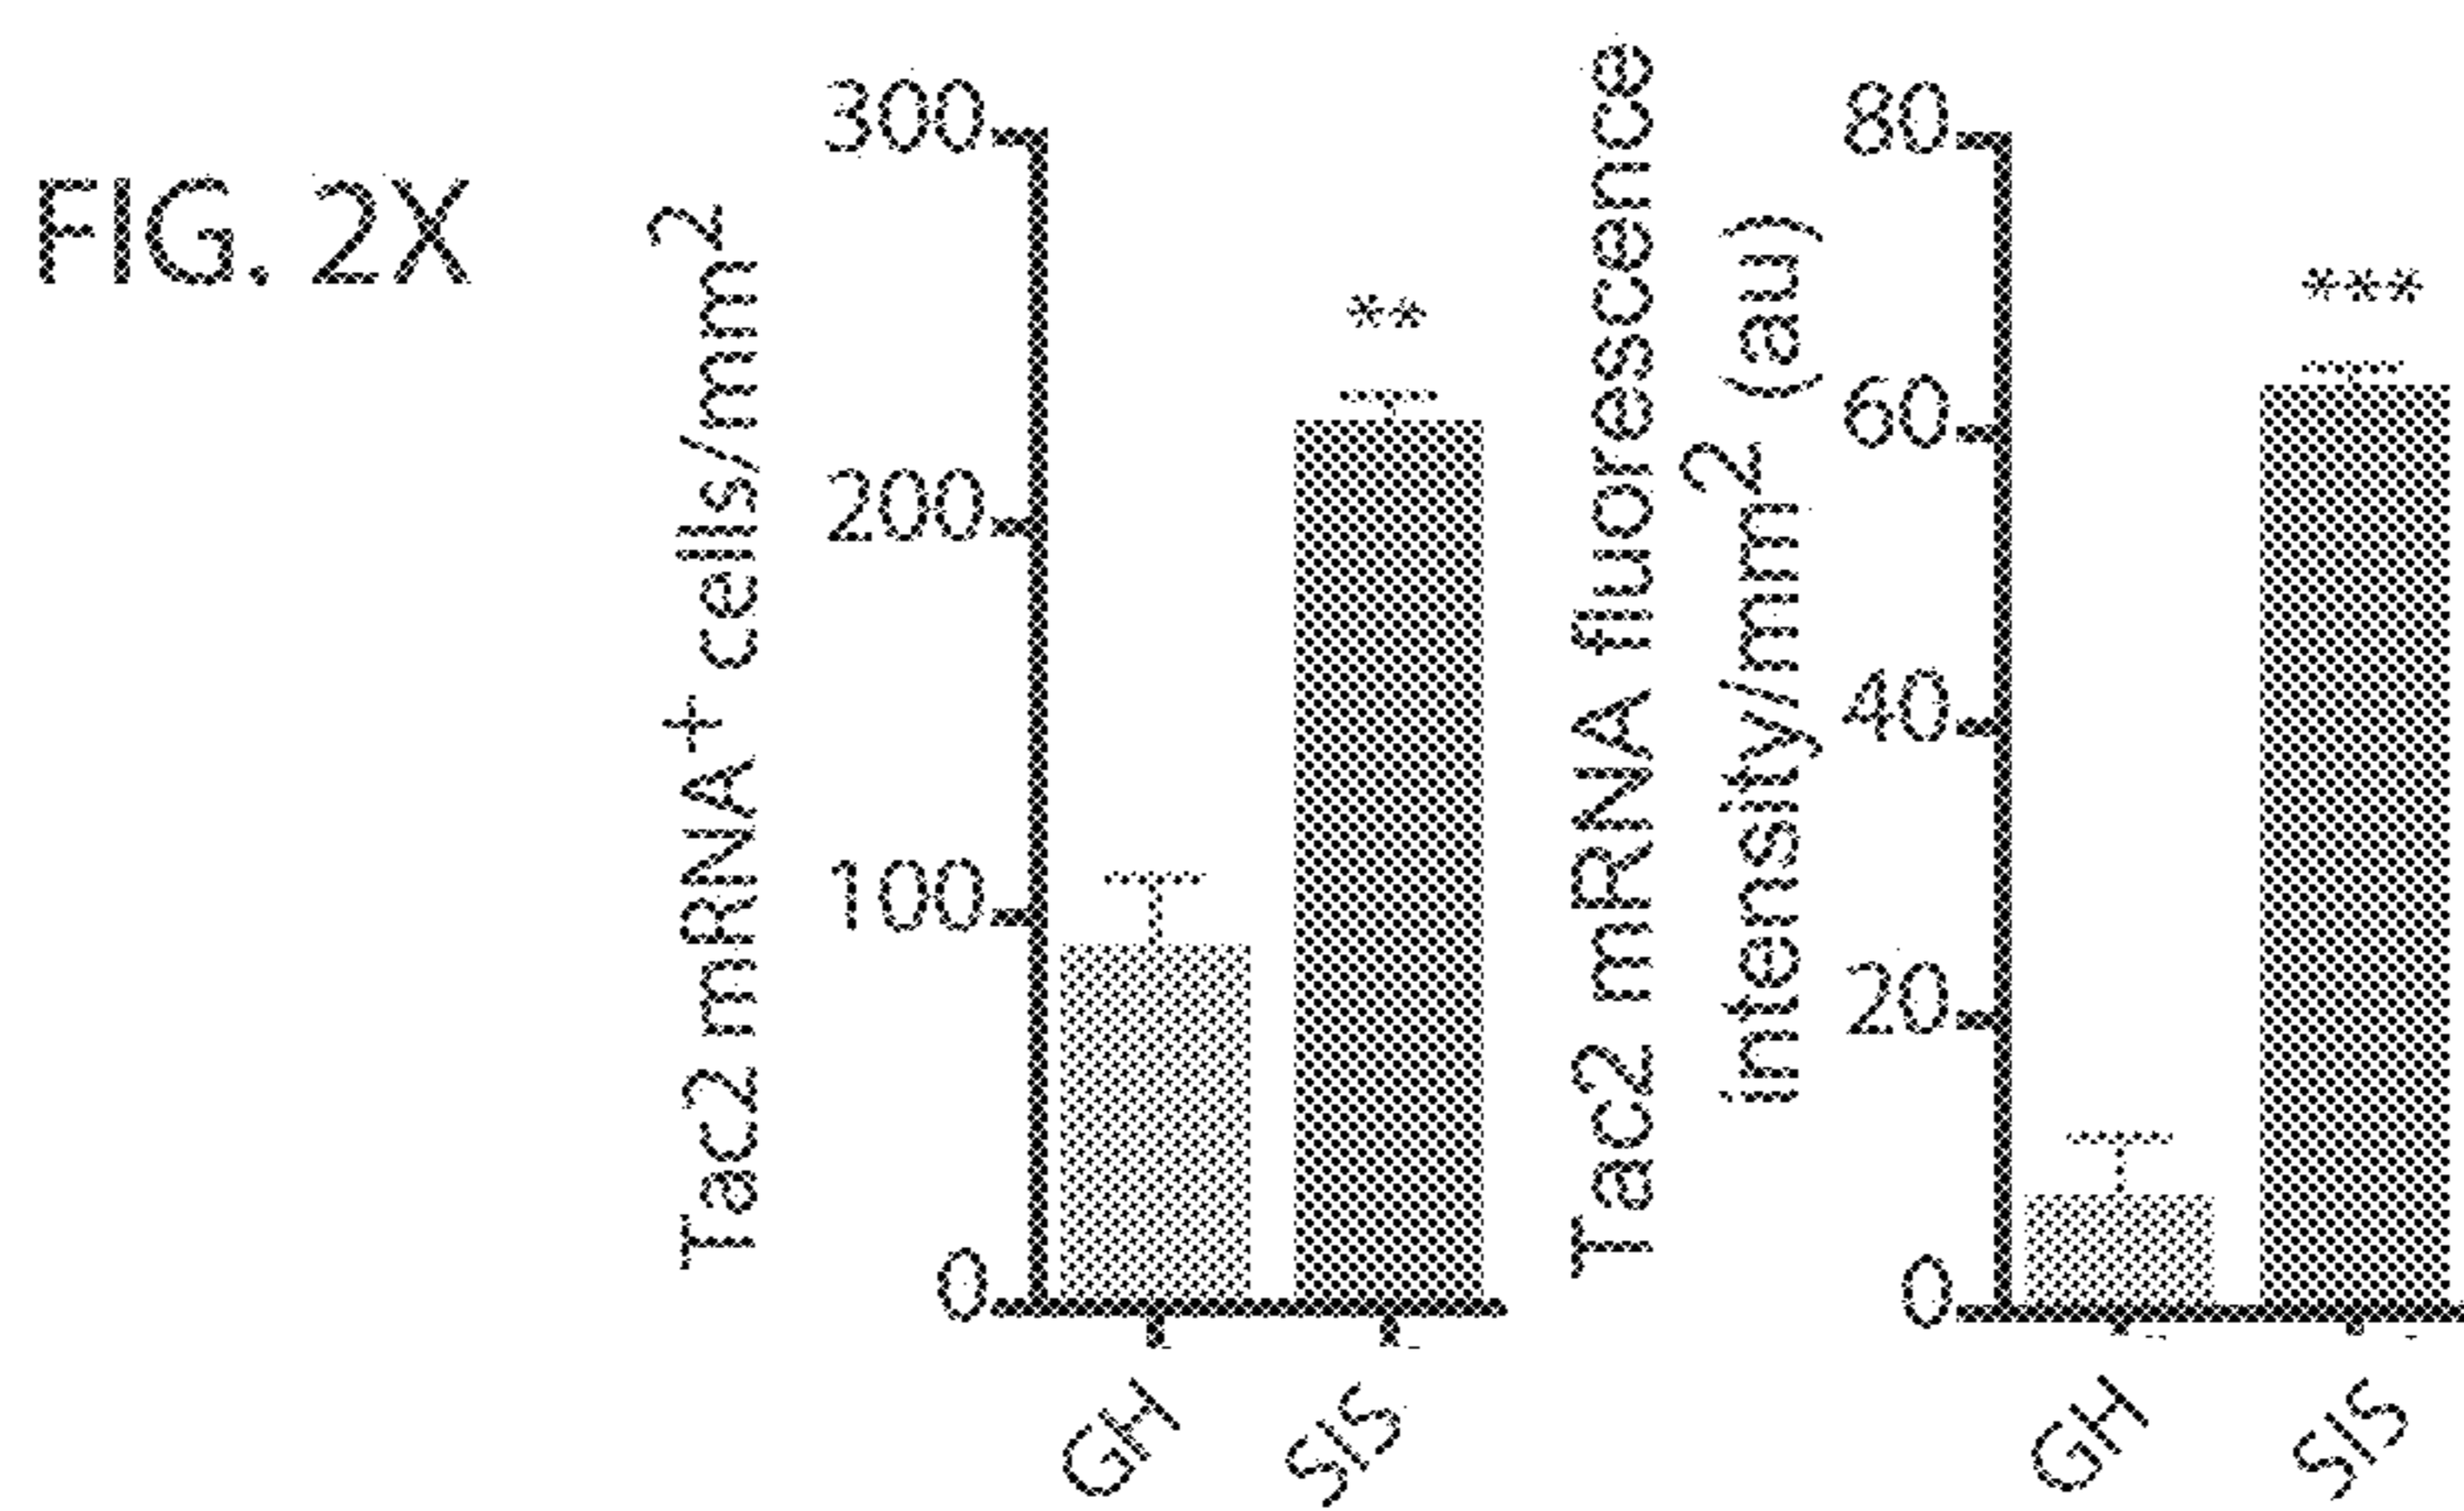 FIG. 2X
Tac2 mRNA⁺ cells/mm²
300
200
100
0
**
GH
SIS
Tac2 mRNA fluorescence
intensity/mm² (au)
80
60
40
20
0
***
GH
SIS